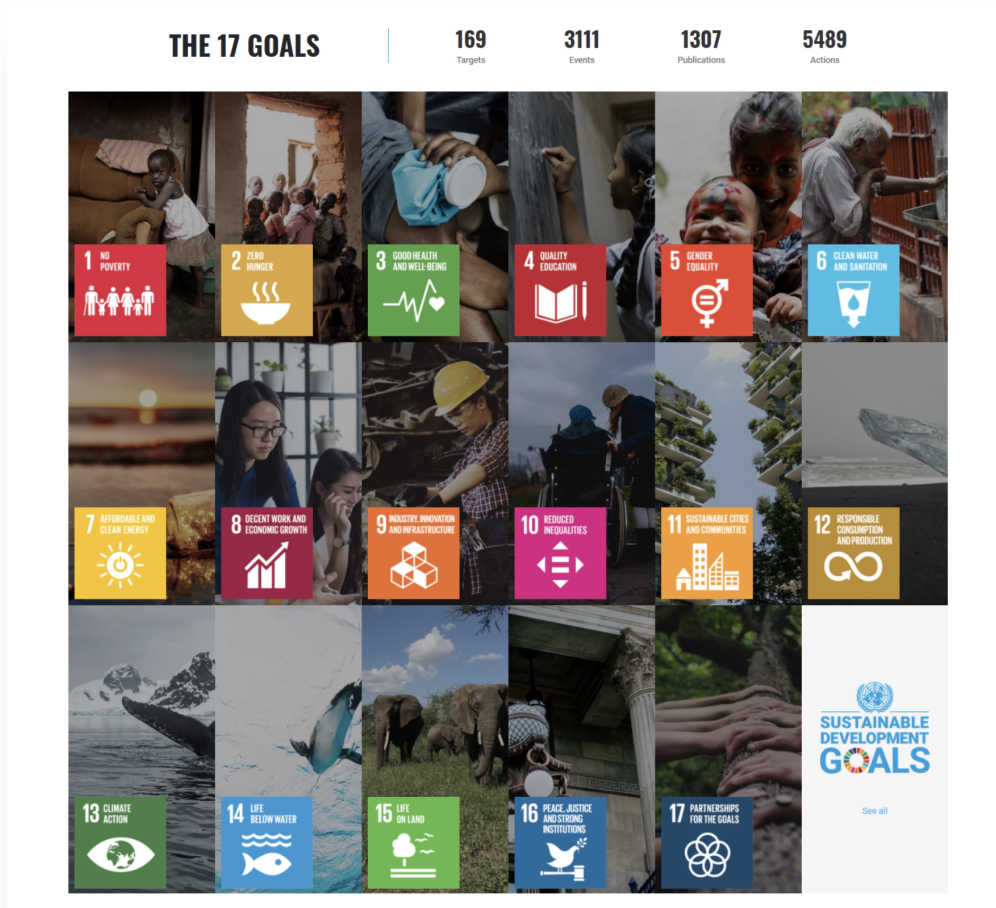 THE 17 GOALS
169
Targets
3111
Events
1307
Publications
5489
Actions
1 NO
POVERTY
2 ZERO
HUNGER
3 GOOD HEALTH
AND WELL-BEING
4 QUALITY
EDUCATION
5 GENDER
EQUALITY
6 CLEAN WATER
AND SANITATION
7 AFFORDABLE AND
CLEAN ENERGY
8 DECENT WORK AND
ECONOMIC GROWTH
9 INDUSTRY, INNOVATION
AND INFRASTRUCTURE
10 REDUCED
INEQUALITIES
11 SUSTAINABLE CITIES
AND COMMUNITIES
12 RESPONSIBLE
CONSUMPTION
AND PRODUCTION
13 CLIMATE
ACTION
14 LIFE
BELOW WATER
15 LIFE
ON LAND
16 PEACE, JUSTICE
AND STRONG
INSTITUTIONS
17 PARTNERSHIPS
FOR THE GOALS
SUSTAINABLE
DEVELOPMENT
GOALS
See all